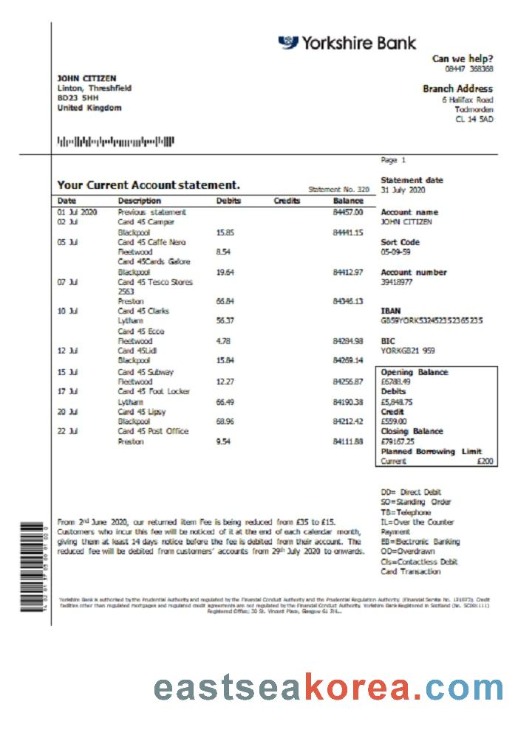 Yorkshire Bank
Can we help?
08447 368368
JOHN CITIZEN
Linton, Threshfield
BD23 5HH
United Kingdom
Branch Address
6 Halifax Road
Todmorden
CL 14 5AD
Page 1
Your Current Account statement.
Statement No. 320
Statement date
31 July 2020
Date Description Debits Credits Balance
01 Jul 2020 Previous statement 84457.00
02 Jul Card 45 Camper
Blackpool 15.85 84441.15
05 Jul Card 45 Caffe Nero
Fleetwood 8.54
Card 45Cards Galore
Blackpool 19.64 84412.97
07 Jul Card 45 Tesco Stores
2563
Preston 66.84 84346.13
10 Jul Card 45 Clarks
Lytham 56.37
Card 45 Ecco
Fleetwood 4.78 84284.98
12 Jul Card 45Lidl
Blackpool 15.84 84269.14
15 Jul Card 45 Subway
Fleetwood 12.27 84256.87
17 Jul Card 45 Foot Locker
Lytham 66.49 84190.38
20 Jul Card 45 Lipsy
Blackpool 68.96 84212.42
22 Jul Card 45 Post Office
Preston 9.54 84111.88
Account name
JOHN CITIZEN
Sort Code
05-09-59
Account number
39418977
IBAN
GB59YORK532452352365235
BIC
YORKGB21 959
Opening Balance
£6788.49
Debits
£5,848.75
Credit
£559.00
Closing Balance
£79167.25
Planned Borrowing Limit
Current £200
DD= Direct Debit
SO=Standing Order
TB=Telephone
IL=Over the Counter
Payment
EB=Electronic Banking
OD=Overdrawn
Cls=Contactless Debit
Card Transaction
From 2nd June 2020, our returned item Fee is being reduced from £35 to £15.
Customers who incur this fee will be noticed of it at the end of each calendar month,
giving them at least 14 days notice before the fee is debited from their account. The
reduced fee will be debited from customers' accounts from 29th July 2020 to onwards.
Yorkshire Bank is authorised by the Prudential Authority and regulated by the Financial Conduct Authority and the Prudential Regulation Authority. (Financial Service No. Credit
facilities other than regulated mortgages and regulated credit agreements are not regulated by the Financial Conduct Authority. Yorkshire Bank Registered in Scotland (No.
Registered Office: 30 St. Vincent Place, Glasgow G1
eastseakorea.com